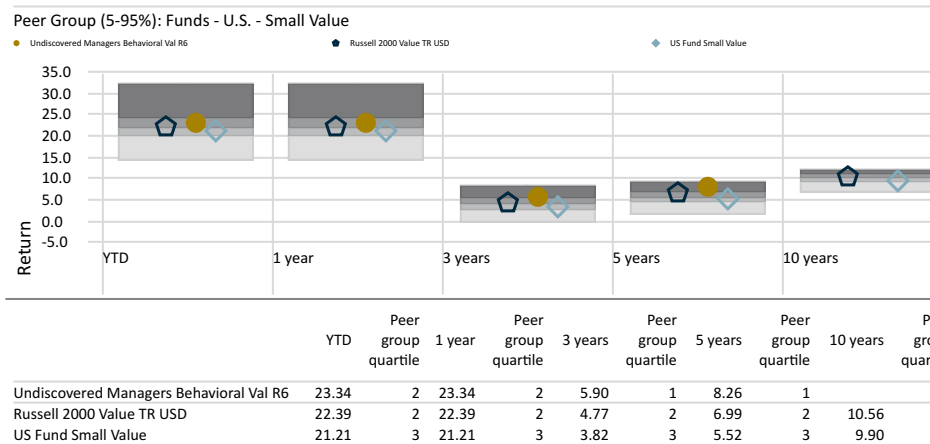 Peer Group (5-95%): Funds - U.S. - Small Value
Undiscovered Managers Behavioral Val R6 Russell 2000 Value TR USD US Fund Small Value
35.0
30.0
25.0
20.0
15.0
10.0
5.0
0.0
-5.0
Return
YTD 1 year 3 years 5 years 10 years
YTD Peer group quartile 1 year Peer group quartile 3 years Peer group quartile 5 years Peer group quartile 10 years
Undiscovered Managers Behavioral Val R6 23.34 2 23.34 2 5.90 1 8.26 1
Russell 2000 Value TR USD 22.39 2 22.39 2 4.77 2 6.99 2 10.56
US Fund Small Value 21.21 3 21.21 3 3.82 3 5.52 3 9.90